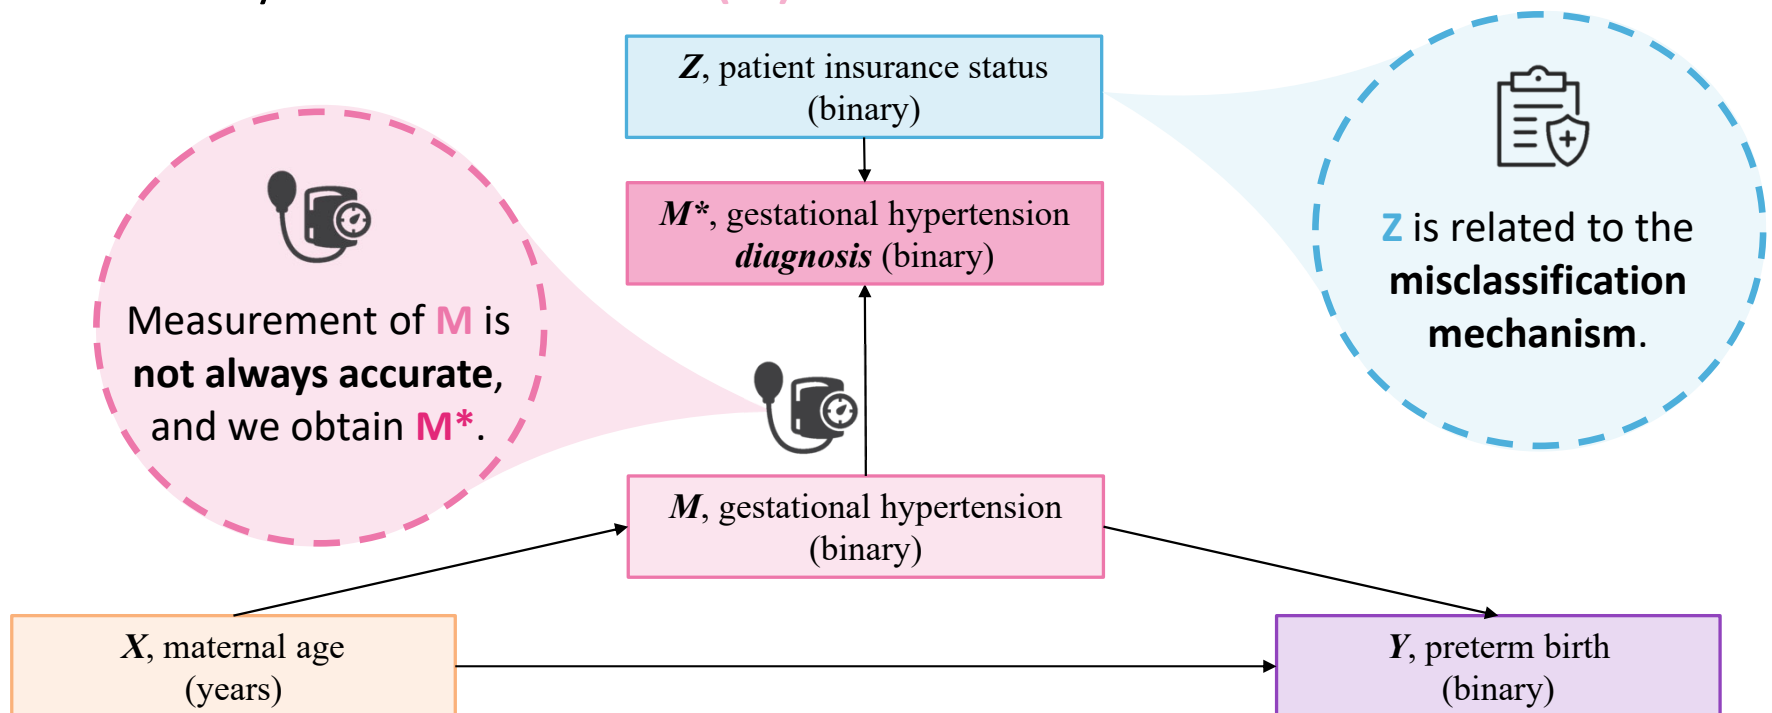 Z, patient insurance status
(binary)
M*, gestational hypertension
diagnosis (binary)
Measurement of M is
not always accurate,
and we obtain M*.
Z is related to the
misclassification
mechanism.
M, gestational hypertension
(binary)
X, maternal age
(years)
Y, preterm birth
(binary)